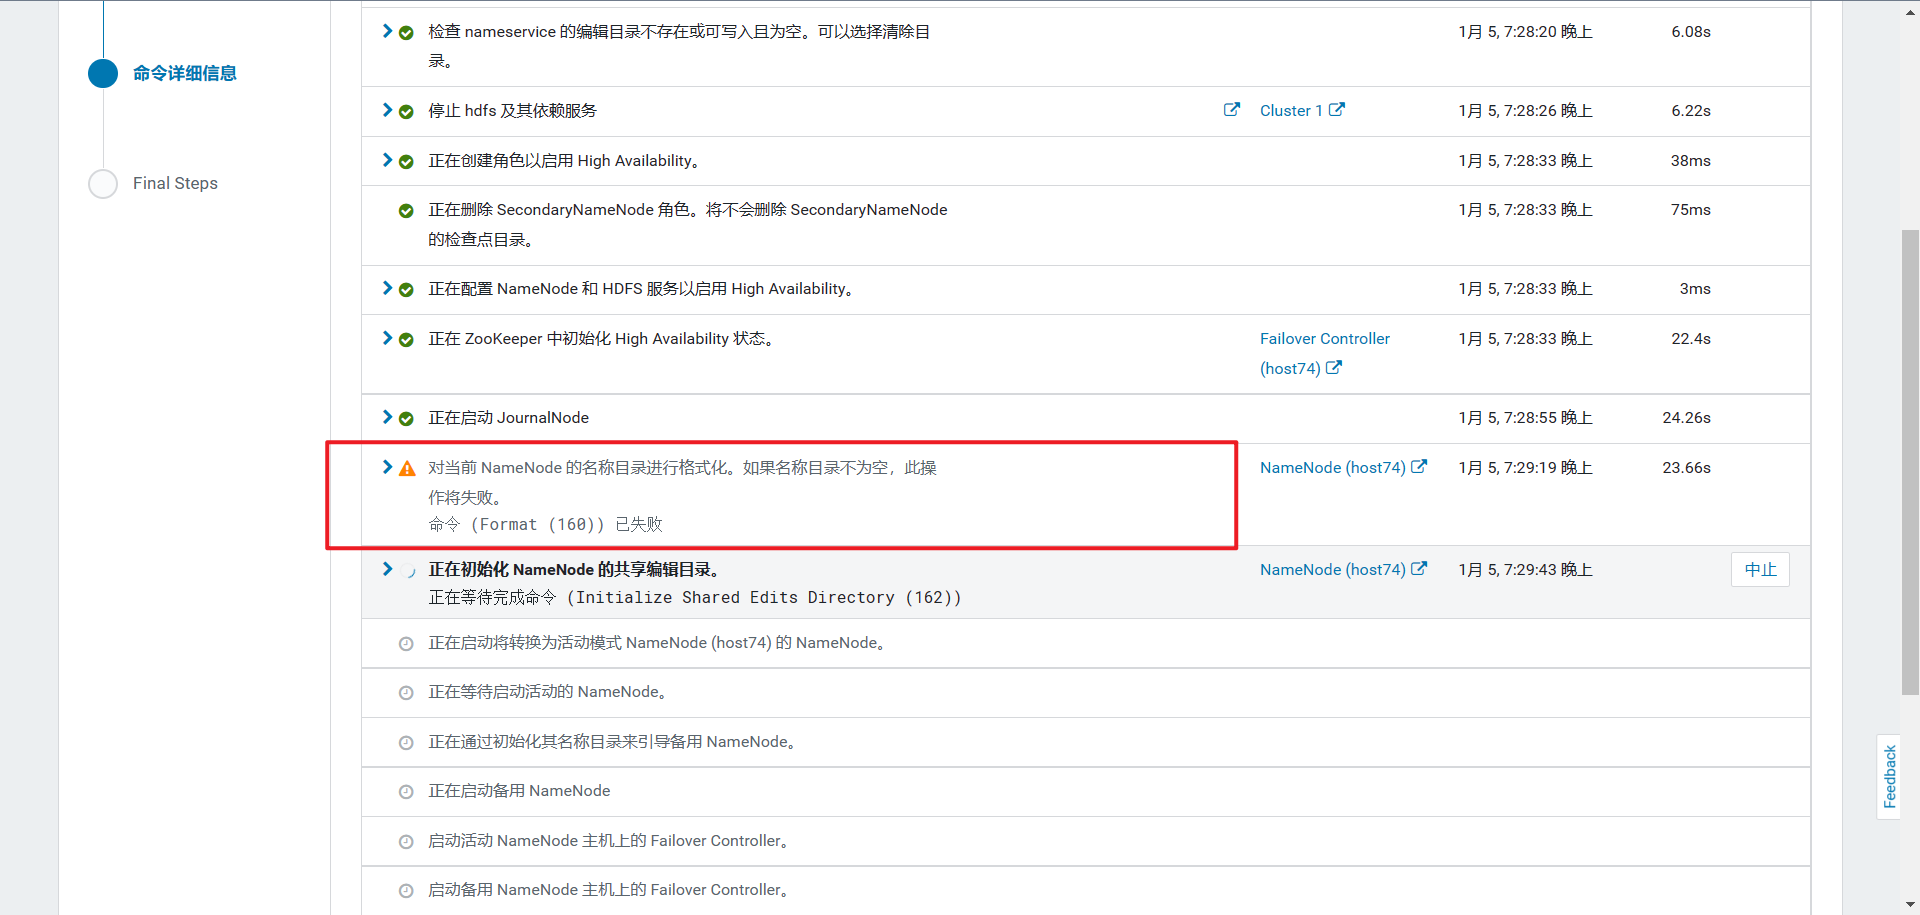 检查 nameservice 的编辑目录不存在或可写入且为空。可以选择清除目
录。
1月 5, 7:28:20 晚上
6.08s
命令详细信息
停止 hdfs 及其依赖服务
Cluster 1
1月 5, 7:28:26 晚上
6.22s
正在创建角色以启用 High Availability。
1月 5, 7:28:33 晚上
38ms
Final Steps
正在删除 SecondaryNameNode 角色。将不会删除 SecondaryNameNode
的检查点目录。
1月 5, 7:28:33 晚上
75ms
正在配置 NameNode 和 HDFS 服务以启用 High Availability。
1月 5, 7:28:33 晚上
3ms
正在 ZooKeeper 中初始化 High Availability 状态。
Failover Controller
(host74)
1月 5, 7:28:33 晚上
22.4s
正在启动 JournalNode
1月 5, 7:28:55 晚上
24.26s
对当前 NameNode 的名称目录进行格式化。如果名称目录不为空，此操
作将失败。
命令 (Format (160)) 已失败
NameNode (host74)
1月 5, 7:29:19 晚上
23.66s
正在初始化 NameNode 的共享编辑目录。
正在等待完成命令 (Initialize Shared Edits Directory (162))
NameNode (host74)
1月 5, 7:29:43 晚上
中止
正在启动将转换为活动模式 NameNode (host74) 的 NameNode。
正在等待启动活动的 NameNode。
正在通过初始化其名称目录来引导备用 NameNode。
正在启动备用 NameNode
启动活动 NameNode 主机上的 Failover Controller。
启动备用 NameNode 主机上的 Failover Controller。
Feedback